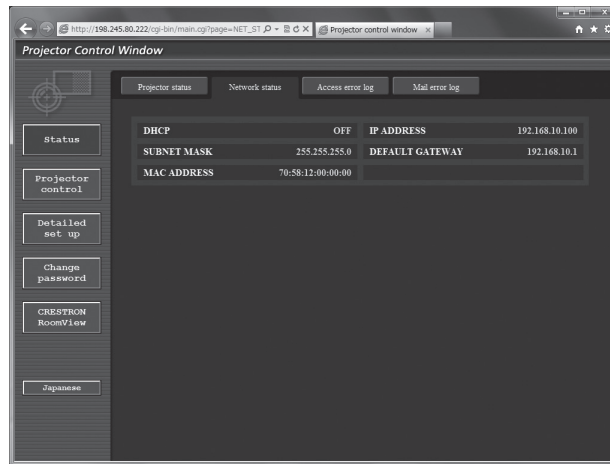 http://198.245.80.222/cgi-bin/main.cgi?page=NET_ST
Projector control window
Projector Control Window
Projector status
Network status
Access error log
Mail error log
Status
Projector control
Detailed set up
Change password
CRESTRON RoomView
Japanese
DHCP OFF IP ADDRESS 192.168.10.100
SUBNET MASK 255.255.255.0 DEFAULT GATEWAY 192.168.10.1
MAC ADDRESS 70:58:12:00:00:00